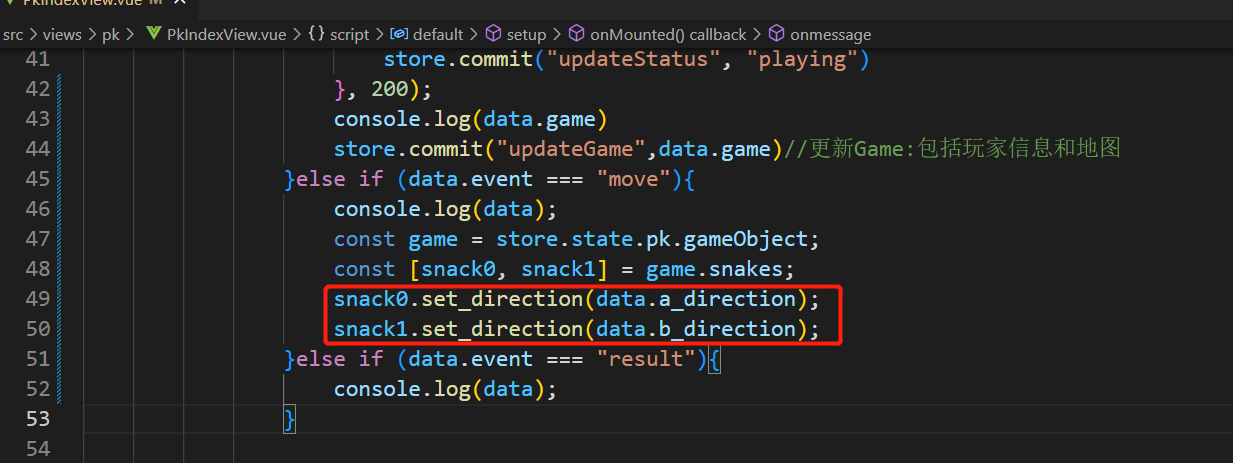 PkIndexView.vue M
src > views > pk > PkIndexView.vue > {} script > default > setup > onMounted() callback > onmessage
41 store.commit("updateStatus", "playing")
42 }, 200);
43 console.log(data.game)
44 store.commit("updateGame",data.game)//更新Game:包括玩家信息和地图
45 }else if (data.event === "move"){
46 console.log(data);
47 const game = store.state.pk.gameObject;
48 const [snack0, snack1] = game.snakes;
49 snack0.set_direction(data.a_direction);
50 snack1.set_direction(data.b_direction);
51 }else if (data.event === "result"){
52 console.log(data);
53 }
54